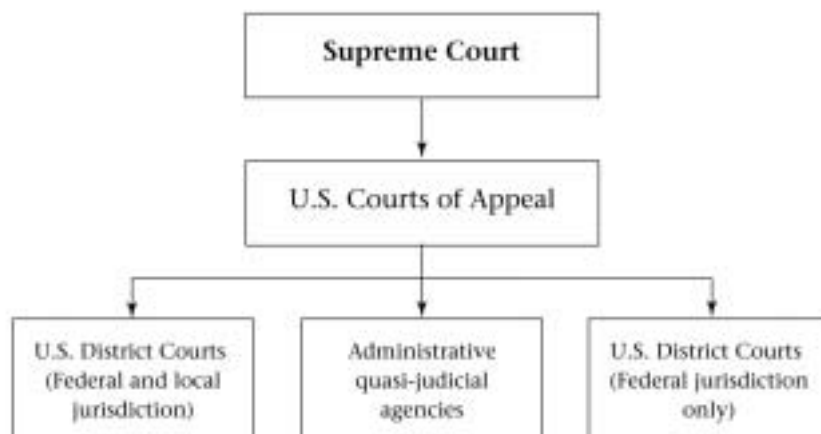 Supreme Court
U.S. Courts of Appeal
U.S. District Courts
(Federal and local
jurisdiction)
Administrative
quasi-judicial
agencies
U.S. District Courts
(Federal jurisdiction
only)